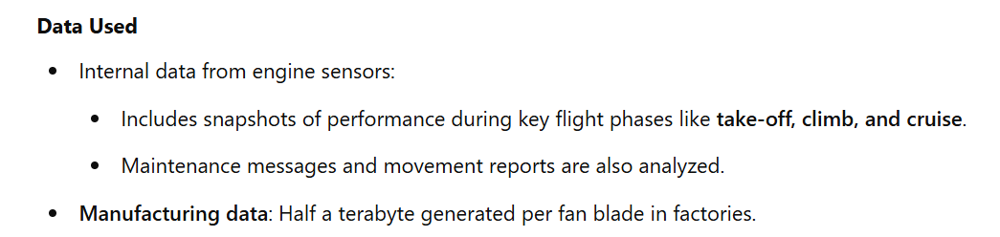 Data Used
• Internal data from engine sensors:
• Includes snapshots of performance during key flight phases like take-off, climb, and cruise.
• Maintenance messages and movement reports are also analyzed.
• Manufacturing data: Half a terabyte generated per fan blade in factories.